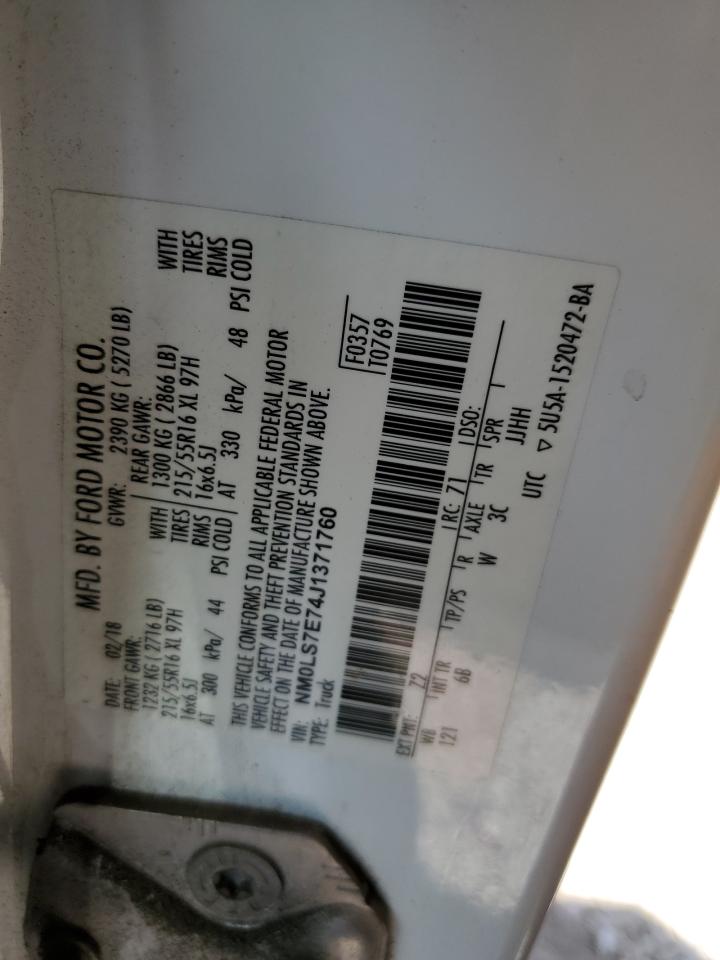 MFD. BY FORD MOTOR CO.
DATE: 02/18 GVWR: 2390 KG ( 5270 LB)
FRONT GAWR: REAR GAWR:
1232 KG ( 2716 LB) WITH 1300 KG ( 2866 LB) WITH
215/55R16 XL 97H TIRES 215/55R16 XL 97H TIRES
16x6.5J RIMS 16x6.5J RIMS
AT 300 kPa/ 44 PSI COLD AT 330 kPa/ 48 PSI COLD
THIS VEHICLE CONFORMS TO ALL APPLICABLE FEDERAL MOTOR
VEHICLE SAFETY AND THEFT PREVENTION STANDARDS IN
EFFECT ON THE DATE OF MANUFACTURE SHOWN ABOVE.
VIN: NM0LS7E74J1371760
TYPE: Truck
F0357
T0769
EXT PNT: Z2 RC: 71 DSO:
WB INT TR TP/PS R AXLE TR SPR
121 6B W 3C JJHH
UTC ▽ 5U5A-1520472-BA